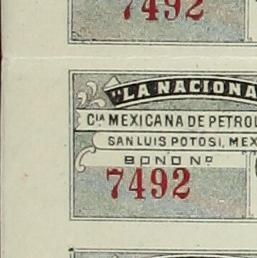 7492
"LA NACIONA
CIA MEXICANA DE PETROL
SAN LUIS POTOSI, MEX
BONO No
7492